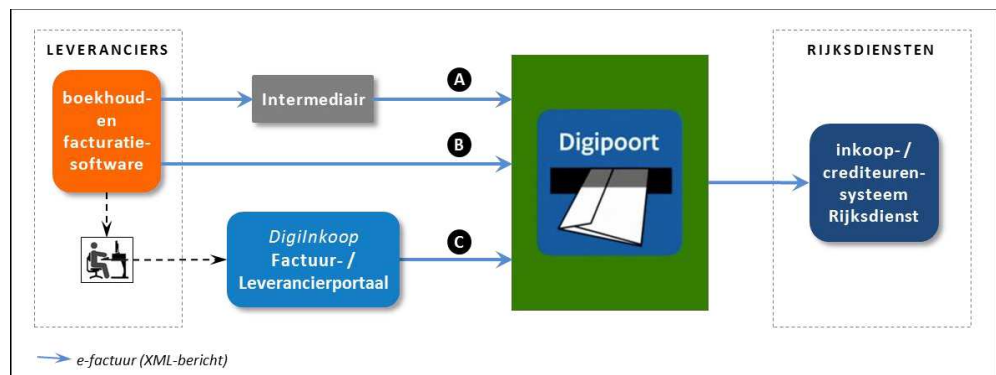 LEVERANCIERS
boekhoud-
en
facturatie-
software
Intermediair
A
B
DigiInkoop
Factuur- /
Leverancierportaal
C
Digipoort
RIJKSDIENSTEN
inkoop- /
crediteuren-
systeem
Rijksdienst
e-factuur (XML-bericht)